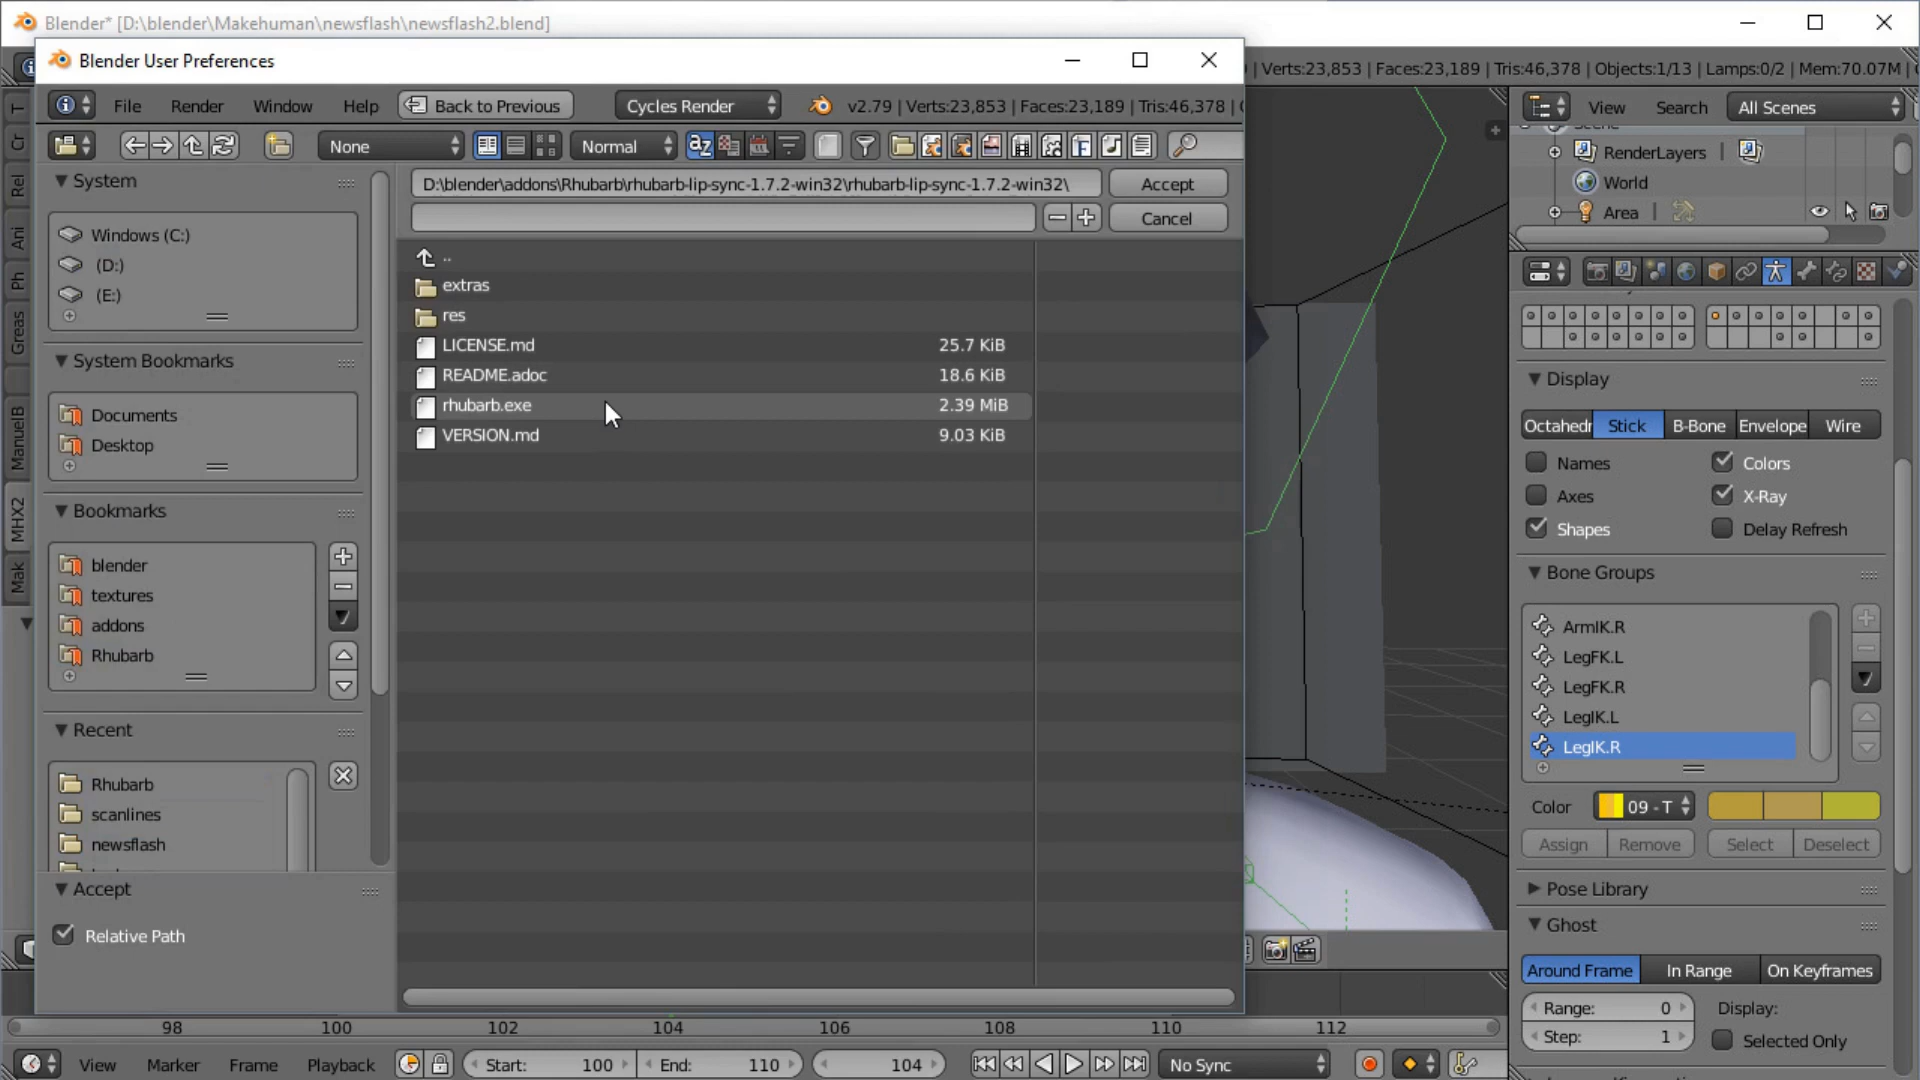 Blender* [D:\blender\Makehuman\newsflash\newsflash2.blend]
Blender User Preferences
Verts:23,853 | Faces:23,189 | Tris:46,378 | Objects:1/13 | Lamps:0/2 | Mem:70.07M |
File Render Window Help Back to Previous Cycles Render v2.79 | Verts:23,853 | Faces:23,189 | Tris:46,378 |
View Search All Scenes
None Normal
System
D:\blender\addons\Rhubarb\rhubarb-lip-sync-1.7.2-win32\rhubarb-lip-sync-1.7.2-win32\ Accept
Cancel
Windows (C:)
(D:)
(E:)
..
extras
res
LICENSE.md 25.7 KiB
README.adoc 18.6 KiB
rhubarb.exe 2.39 MiB
VERSION.md 9.03 KiB
System Bookmarks
Documents
Desktop
Bookmarks
blender
textures
addons
Rhubarb
Recent
Rhubarb
scanlines
newsflash
Accept
Relative Path
T
Cr
Rel
Ani
Ph
Greas
ManuelB
MHX2
Mak
RenderLayers |
World
Area |
Display
Octahedr Stick B-Bone Envelope Wire
Names Colors
Axes X-Ray
Shapes Delay Refresh
Bone Groups
ArmIK.R
LegFK.L
LegFK.R
LegIK.L
LegIK.R
Color 09 - T
Assign Remove Select Deselect
Pose Library
Ghost
Around Frame In Range On Keyframes
Range: 0 Display:
Step: 1 Selected Only
98 100 102 104 106 108 110 112
View Marker Frame Playback Start: 100 End: 110 104 No Sync